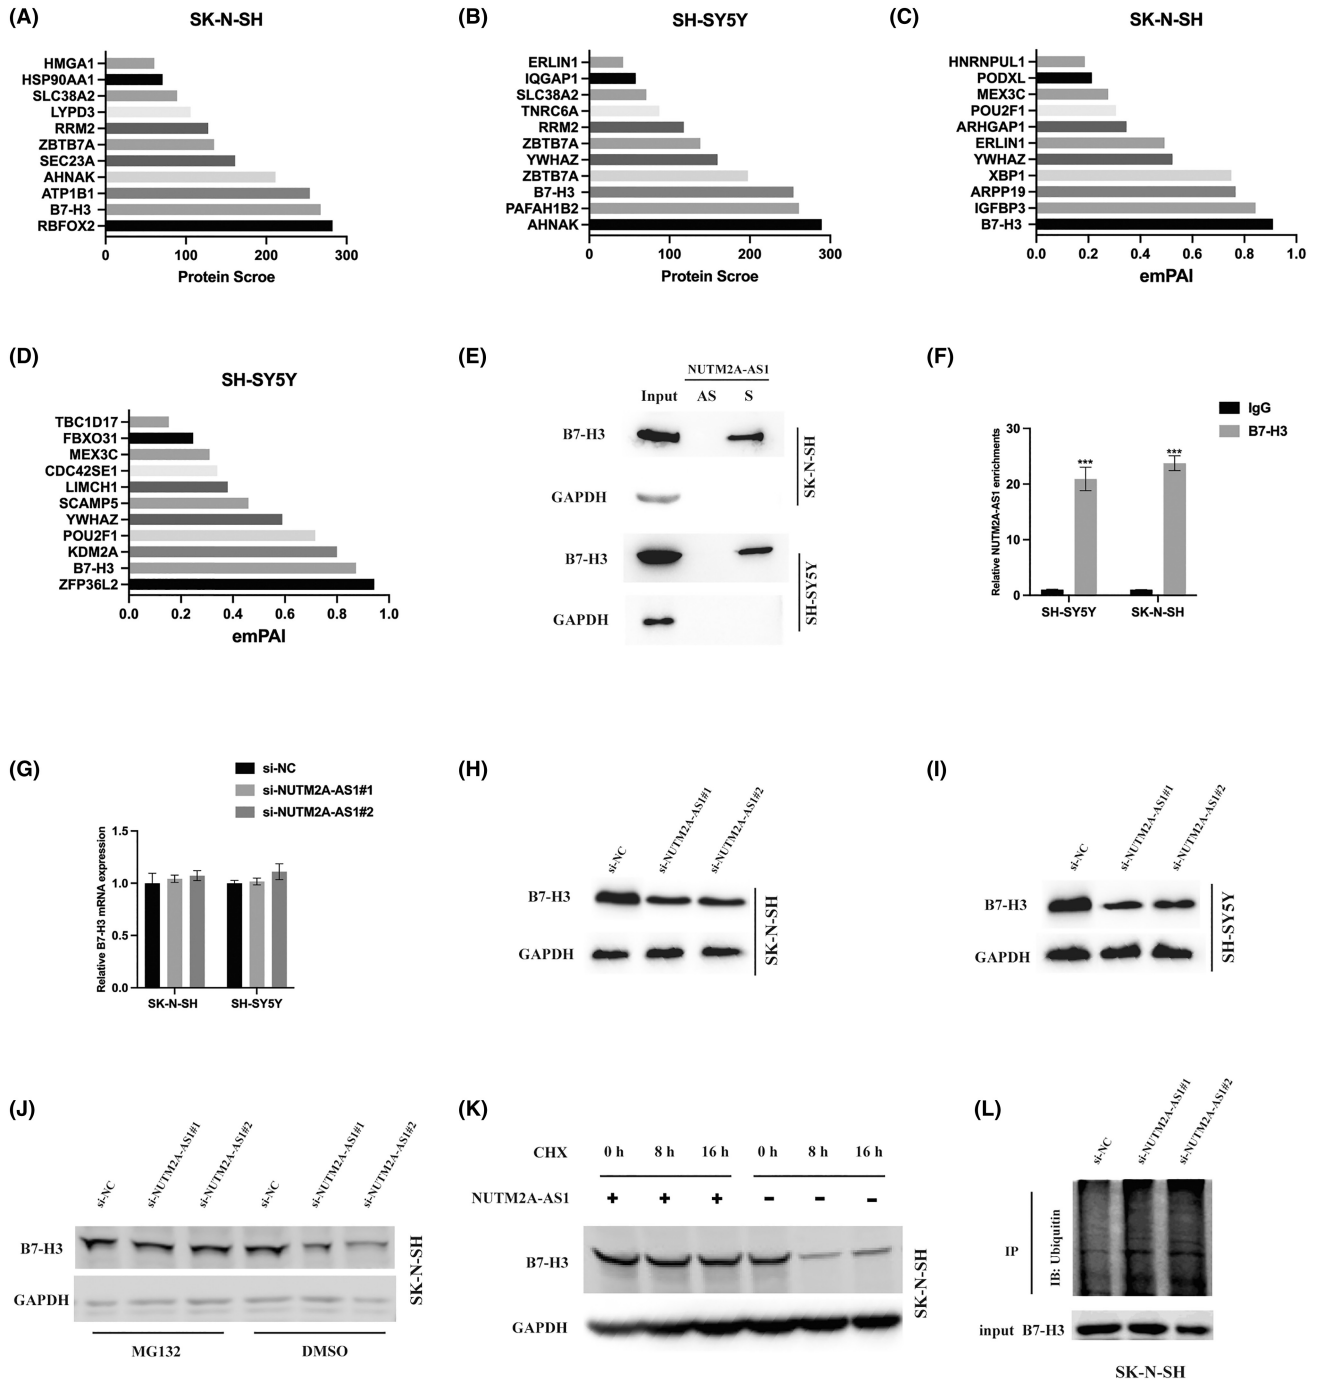 (A)
SK-N-SH
HMGA1
HSP90AA1
SLC38A2
LYPD3
RRM2
ZBTB7A
SEC23A
AHNAK
ATP1B1
B7-H3
RBFOX2
0 100 200 300
Protein Scroe
(B)
SH-SY5Y
ERLIN1
IQGAP1
SLC38A2
TNRC6A
RRM2
ZBTB7A
YWHAZ
ZBTB7A
B7-H3
PAFAH1B2
AHNAK
0 100 200 300
Protein Scroe
(C)
SK-N-SH
HNRNPUL1
PODXL
MEX3C
POU2F1
ARHGAP1
ERLIN1
YWHAZ
XBP1
ARPP19
IGFBP3
B7-H3
0.0 0.2 0.4 0.6 0.8 1.0
emPAI
(D)
SH-SY5Y
TBC1D17
FBXO31
MEX3C
CDC42SE1
LIMCH1
SCAMP5
YWHAZ
POU2F1
KDM2A
B7-H3
ZFP36L2
0.0 0.2 0.4 0.6 0.8 1.0
emPAI
(E)
NUTM2A-AS1
Input AS S
B7-H3
GAPDH
SK-N-SH
B7-H3
GAPDH
SH-SY5Y
(F)
IgG
B7-H3
Relative NUTM2A-AS1 enrichments
30
20
10
0
*** ***
SH-SY5Y SK-N-SH
(G)
si-NC
si-NUTM2A-AS1#1
si-NUTM2A-AS1#2
Relative B7-H3 mRNA expression
1.5
1.0
0.5
0.0
SK-N-SH SH-SY5Y
(H)
si-NC si-NUTM2A-AS1#1 si-NUTM2A-AS1#2
B7-H3
GAPDH
SK-N-SH
(I)
si-NC si-NUTM2A-AS1#1 si-NUTM2A-AS1#2
B7-H3
GAPDH
SH-SY5Y
(J)
si-NC si-NUTM2A-AS1#1 si-NUTM2A-AS1#2 si-NC si-NUTM2A-AS1#1 si-NUTM2A-AS1#2
B7-H3
GAPDH
SK-N-SH
MG132 DMSO
(K)
CHX 0 h 8 h 16 h 0 h 8 h 16 h
NUTM2A-AS1 + + + - - -
B7-H3
GAPDH
SK-N-SH
(L)
si-NC si-NUTM2A-AS1#1 si-NUTM2A-AS1#2
IP
IB: Ubiquitin
input B7-H3
SK-N-SH